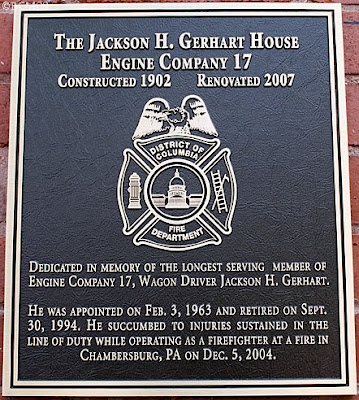 THE JACKSON H. GERHART HOUSE
ENGINE COMPANY 17
CONSTRUCTED 1902 RENOVATED 2007
DISTRICT OF
COLUMBIA
FIRE
DEPARTMENT
DEDICATED IN MEMORY OF THE LONGEST SERVING MEMBER OF
ENGINE COMPANY 17, WAGON DRIVER JACKSON H. GERHART.
HE WAS APPOINTED ON FEB. 3, 1963 AND RETIRED ON SEPT.
30, 1994. HE SUCCUMBED TO INJURIES SUSTAINED IN THE
LINE OF DUTY WHILE OPERATING AS A FIREFIGHTER AT A FIRE IN
CHAMBERSBURG, PA ON DEC. 5, 2004.